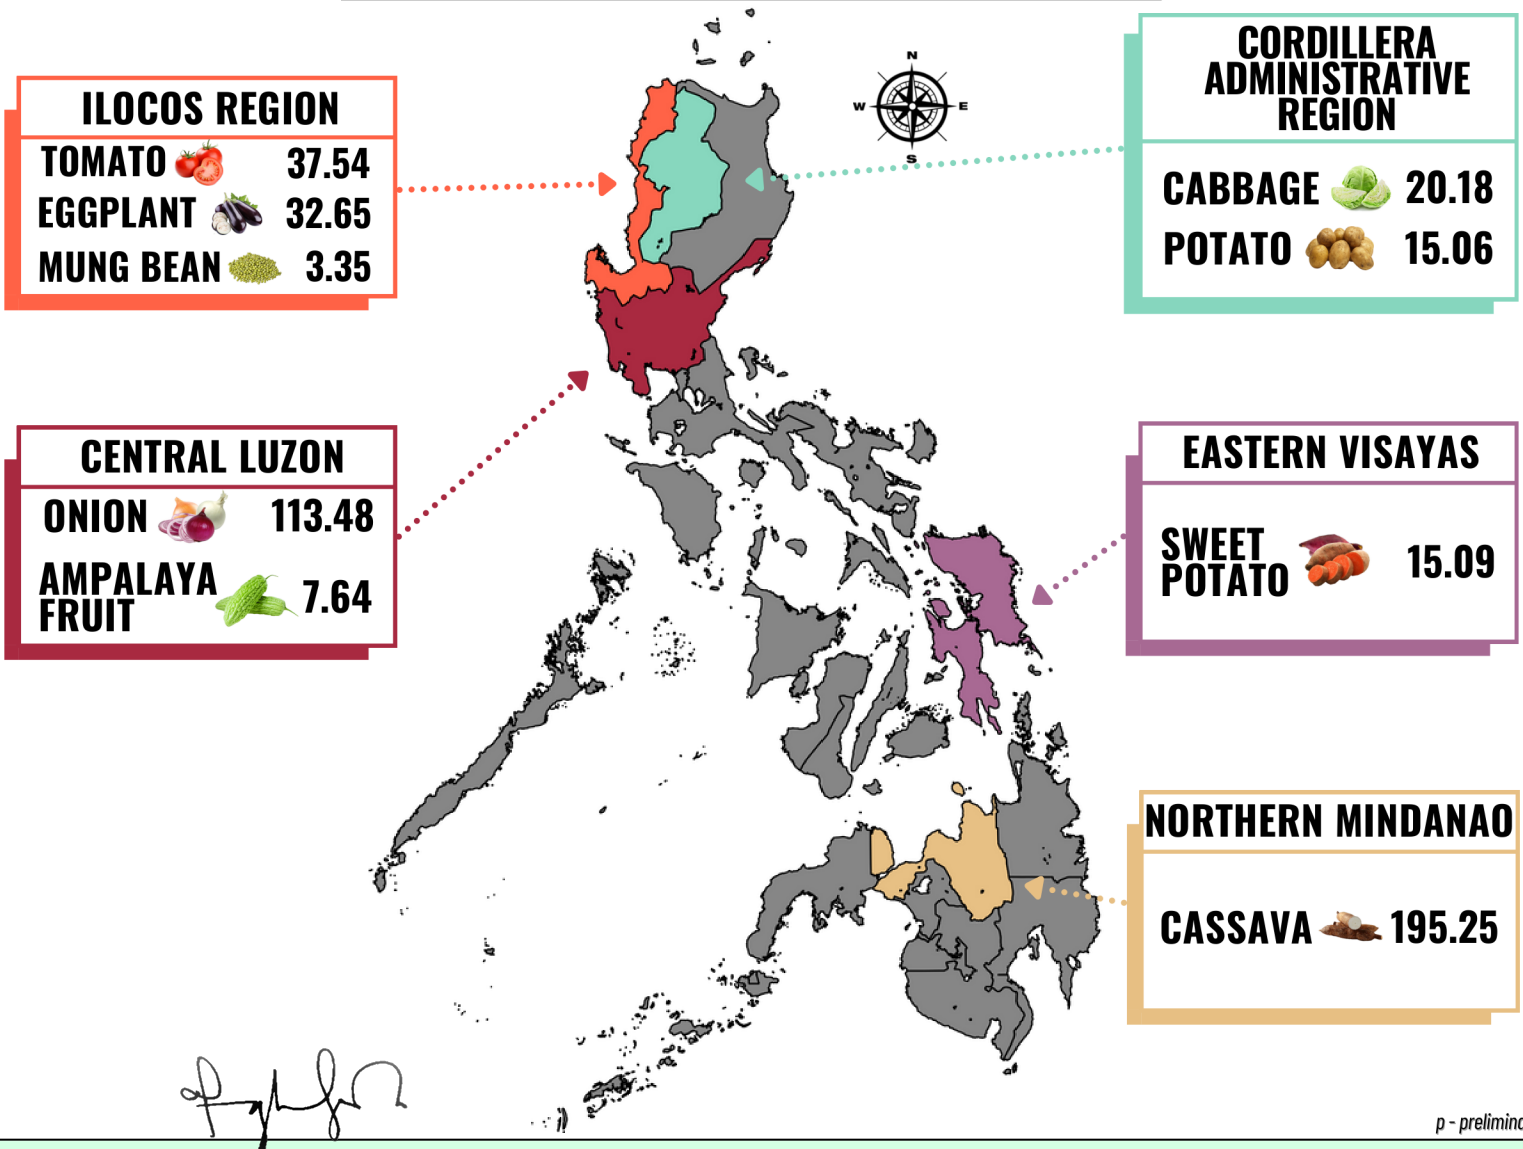 ILOCOS REGION
TOMATO 37.54
EGGPLANT 32.65
MUNG BEAN 3.35
CENTRAL LUZON
ONION 113.48
AMPALAYA
FRUIT 7.64
N
W E
S
CORDILLERA
ADMINISTRATIVE
REGION
CABBAGE 20.18
POTATO 15.06
EASTERN VISAYAS
SWEET
POTATO 15.09
NORTHERN MINDANAO
CASSAVA 195.25
p - prelimina